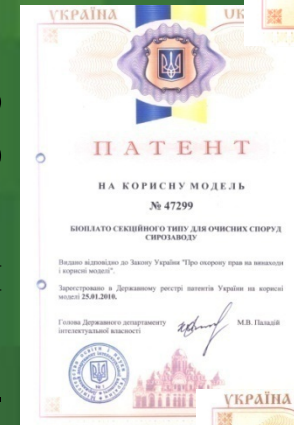 УКРАЇНА
ПАТЕНТ
НА КОРИСНУ МОДЕЛЬ
№ 47299
БІОПЛАТО СЕКЦІЙНОГО ТИПУ ДЛЯ ОЧИСНИХ СПОРУД
СИРОЗАВОДУ
Видано відповідно до Закону України "Про охорону прав на винаходи
і корисні моделі".
Зареєстровано в Державному реєстрі патентів України на корисні
моделі 25.01.2010.
Голова Державного департаменту
інтелектуальної власності
М.В. Паладій
УКРАЇНА